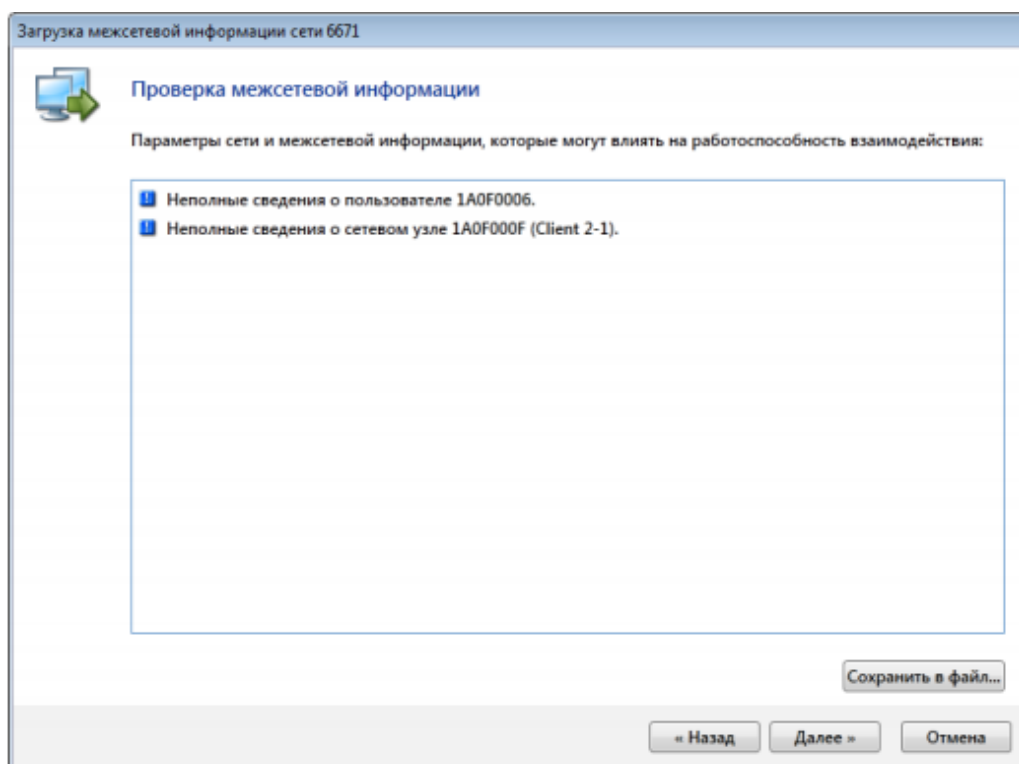 Загрузка межсетевой информации сети 6671
Проверка межсетевой информации
Параметры сети и межсетевой информации, которые могут влиять на работоспособность взаимодействия:
Неполные сведения о пользователе 1A0F0006.
Неполные сведения о сетевом узле 1A0F000F (Client 2-1).
Сохранить в файл...
« Назад
Далее »
Отмена